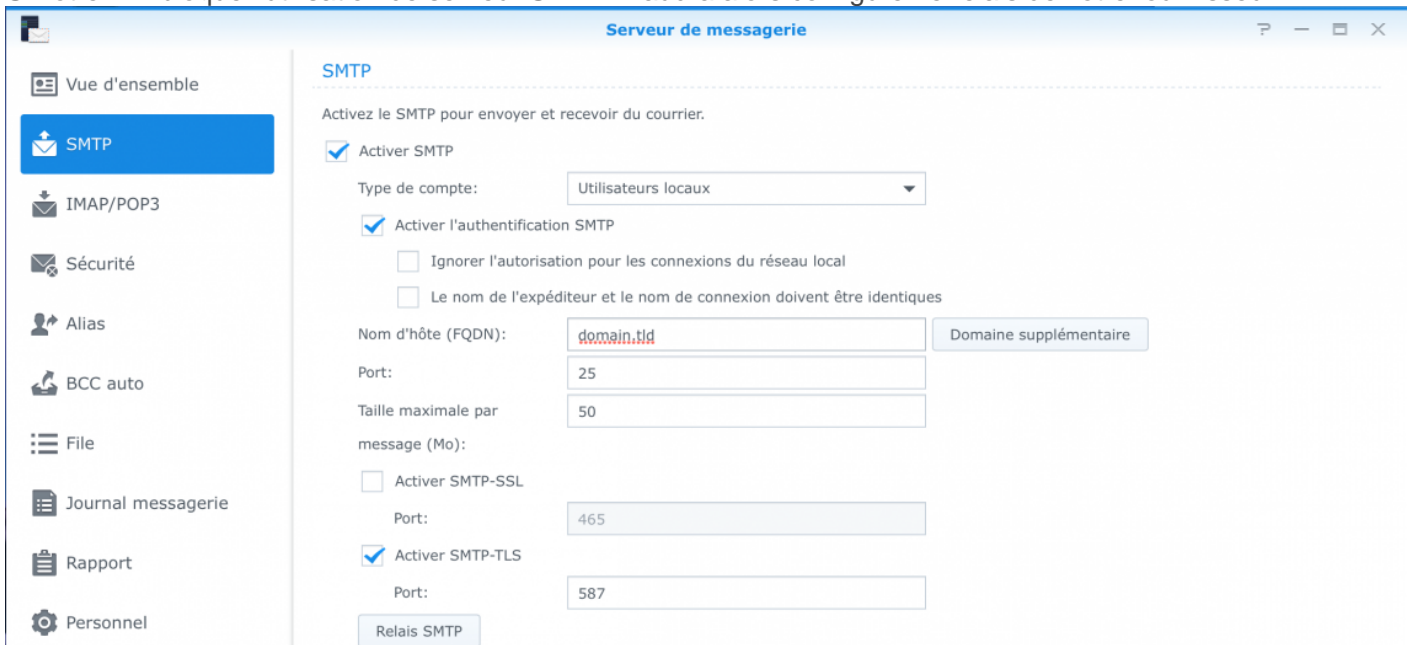 Serveur de messagerie
Vue d'ensemble
SMTP
IMAP/POP3
Sécurité
Alias
BCC auto
File
Journal messagerie
Rapport
Personnel
SMTP
Activez le SMTP pour envoyer et recevoir du courrier.
Activer SMTP
Type de compte: Utilisateurs locaux
Activer l'authentification SMTP
Ignorer l'autorisation pour les connexions du réseau local
Le nom de l'expéditeur et le nom de connexion doivent être identiques
Nom d'hôte (FQDN): domain.tld Domaine supplémentaire
Port: 25
Taille maximale par 50
message (Mo):
Activer SMTP-SSL
Port: 465
Activer SMTP-TLS
Port: 587
Relais SMTP